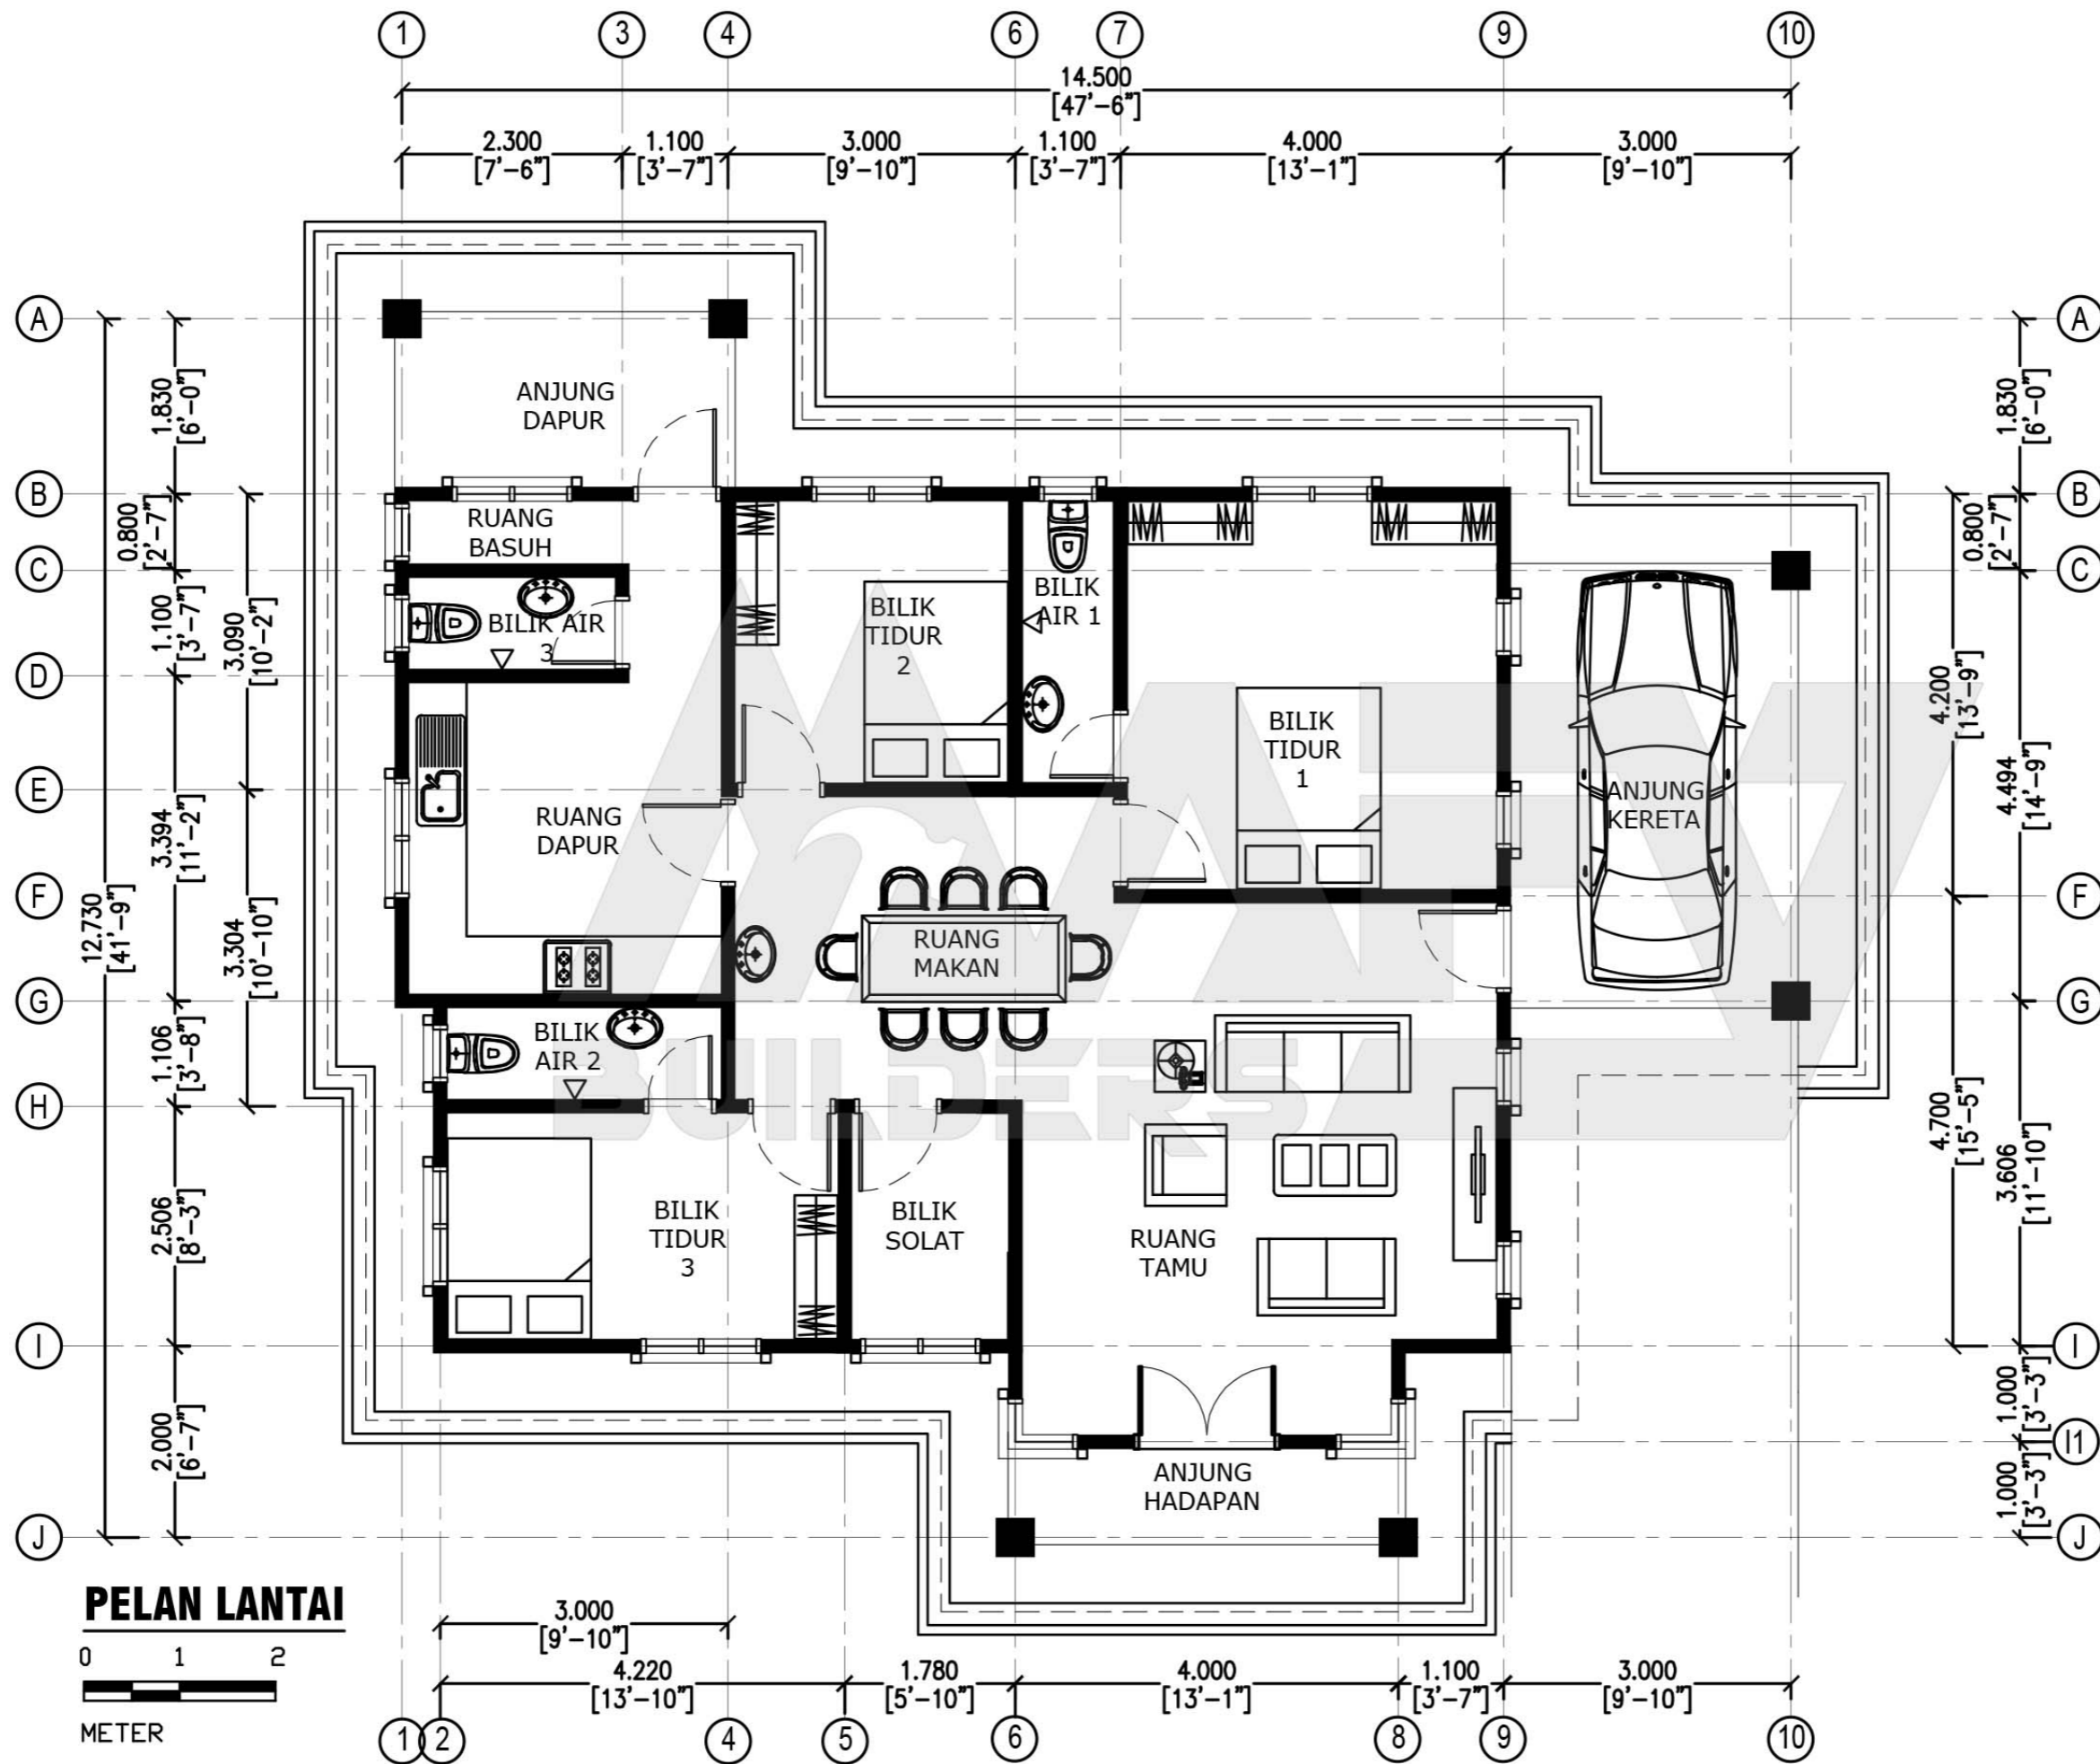 1 3 4 6 7 9 10
14.500
[47'-6"]
2.300 1.100 3.000 1.100 4.000 3.000
[7'-6"] [3'-7"] [9'-10"] [3'-7"] [13'-1"] [9'-10"]
A
B
C
D
E
F
G
H
I
J
12.730
[41'-9"]
1.830
[6'-0"]
0.800
[2'-7"]
1.100
[3'-7"]
3.394
[11'-2"]
1.106
[3'-8"]
2.506
[8'-3"]
2.000
[6'-7"]
3.090
[10'-2"]
3.304
[10'-10"]
ANJUNG
DAPUR
RUANG
BASUH
BILIK AIR
3
BILIK
TIDUR
2
BILIK
AIR 1
BILIK
TIDUR
1
ANJUNG
KERETA
RUANG
DAPUR
RUANG
MAKAN
BILIK
AIR 2
BILIK
TIDUR
3
BILIK
SOLAT
RUANG
TAMU
ANJUNG
HADAPAN
BUILDERS
A
B
C
F
G
I
I1
J
1.830
[6'-0"]
0.800
[2'-7"]
4.200
[13'-9"]
4.494
[14'-9"]
4.700
[15'-5"]
3.606
[11'-10"]
1.000
[3'-3"]
1.000
[3'-3"]
PELAN LANTAI
0 1 2
METER
3.000
[9'-10"]
4.220 1.780 4.000 1.100 3.000
[13'-10"] [5'-10"] [13'-1"] [3'-7"] [9'-10"]
1 2 4 5 6 8 9 10